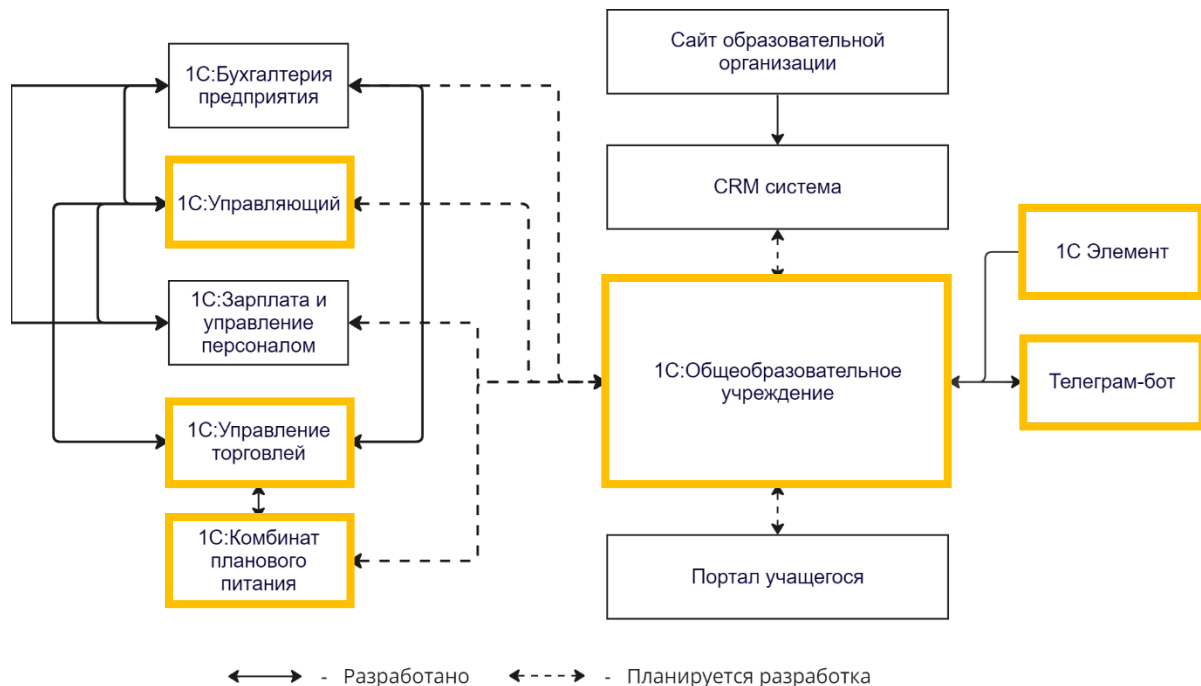 Сайт образовательной
организации
1С:Бухгалтерия
предприятия
CRM система
1С:Управляющий
1С Элемент
1С:Зарплата и
управление
персоналом
1С:Общеобразовательное
учреждение
Телеграм-бот
1С:Управление
торговлей
1С:Комбинат
планового
питания
Портал учащегося
- Разработано
- Планируется разработка